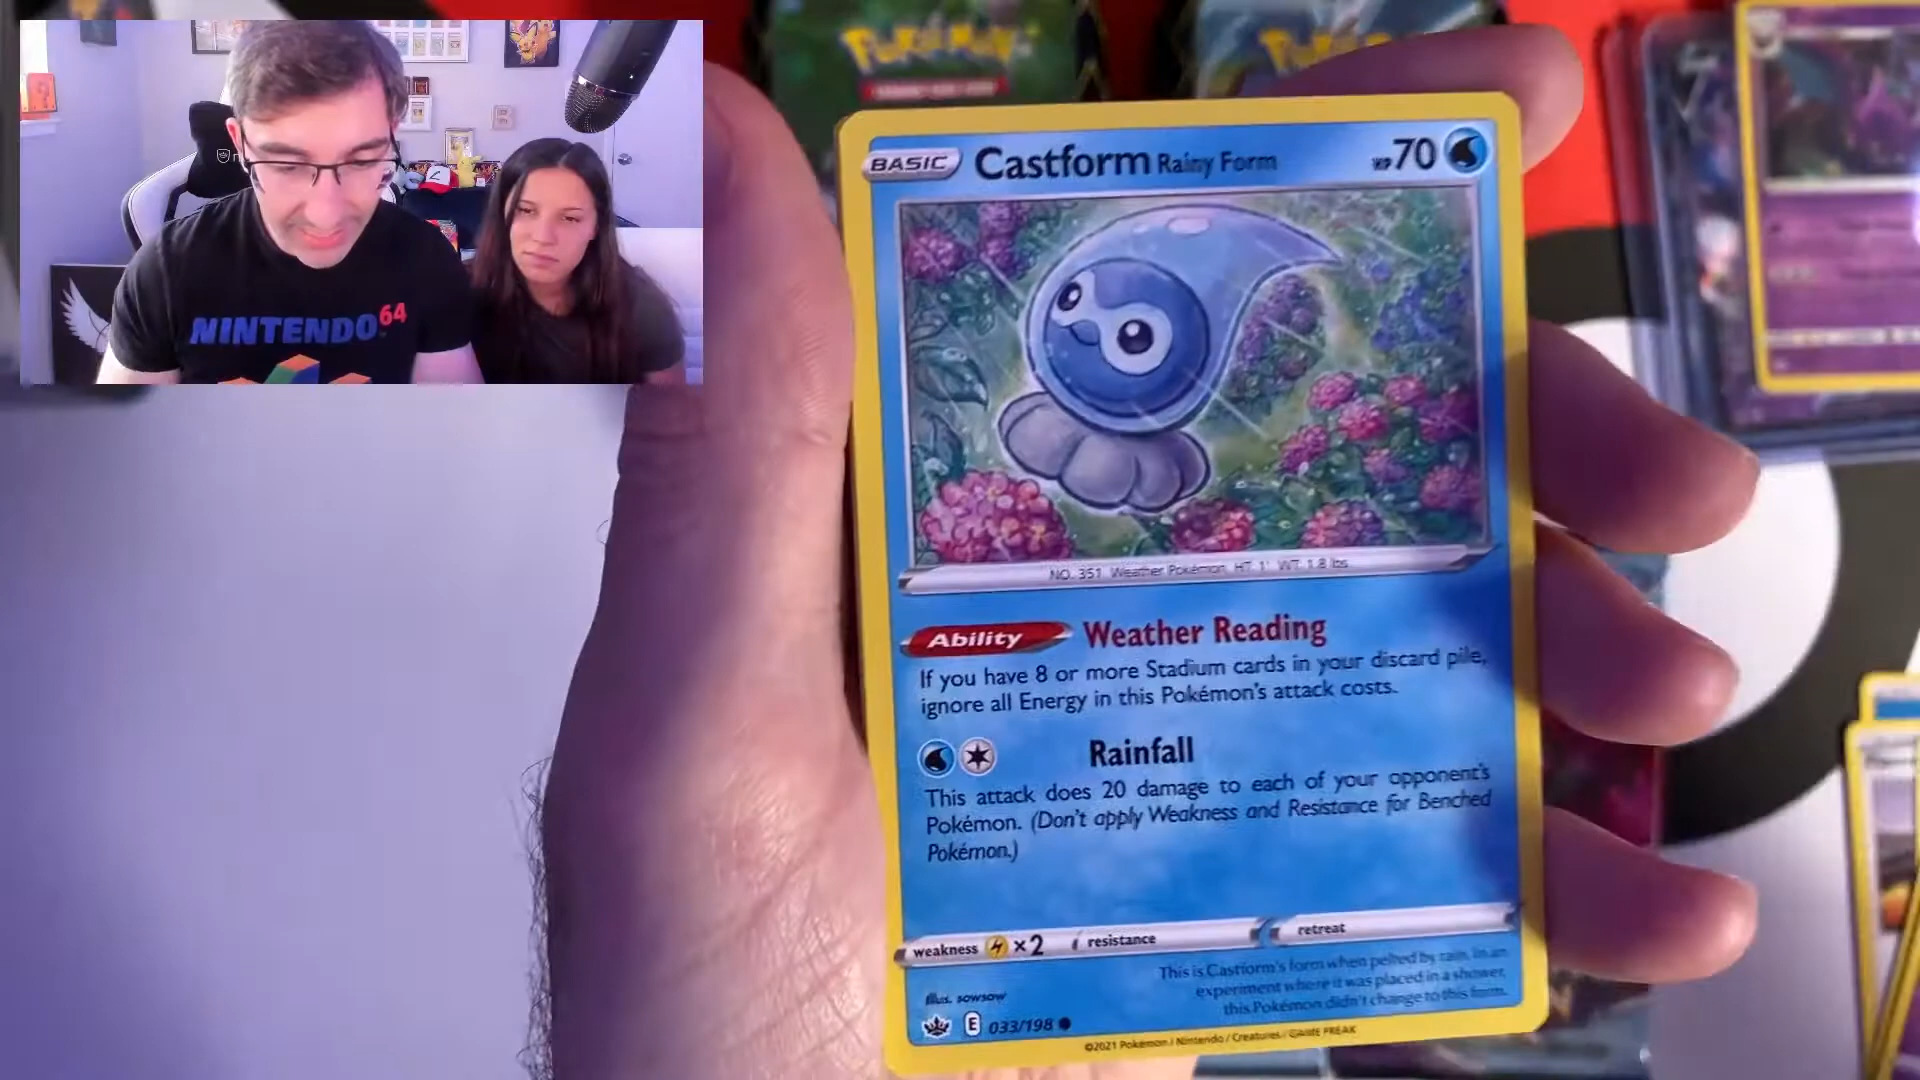 NINTENDO 64
Pokémon
BASIC Castform Rainy Form HP 70
NO. 351 Weather Pokémon HT 1' WT 1.8 lbs
Ability Weather Reading
If you have 8 or more Stadium cards in your discard pile,
ignore all Energy in this Pokémon's attack costs.
Rainfall
This attack does 20 damage to each of your opponent's
Pokémon. (Don't apply Weakness and Resistance for Benched
Pokémon.)
weakness ×2 resistance retreat
This is Castform's form when pelted by rain. In an
experiment where it was placed in a shower,
this Pokémon didn't change to this form.
Illus. sowsow
E 033/198
©2021 Pokémon / Nintendo / Creatures / GAME FREAK